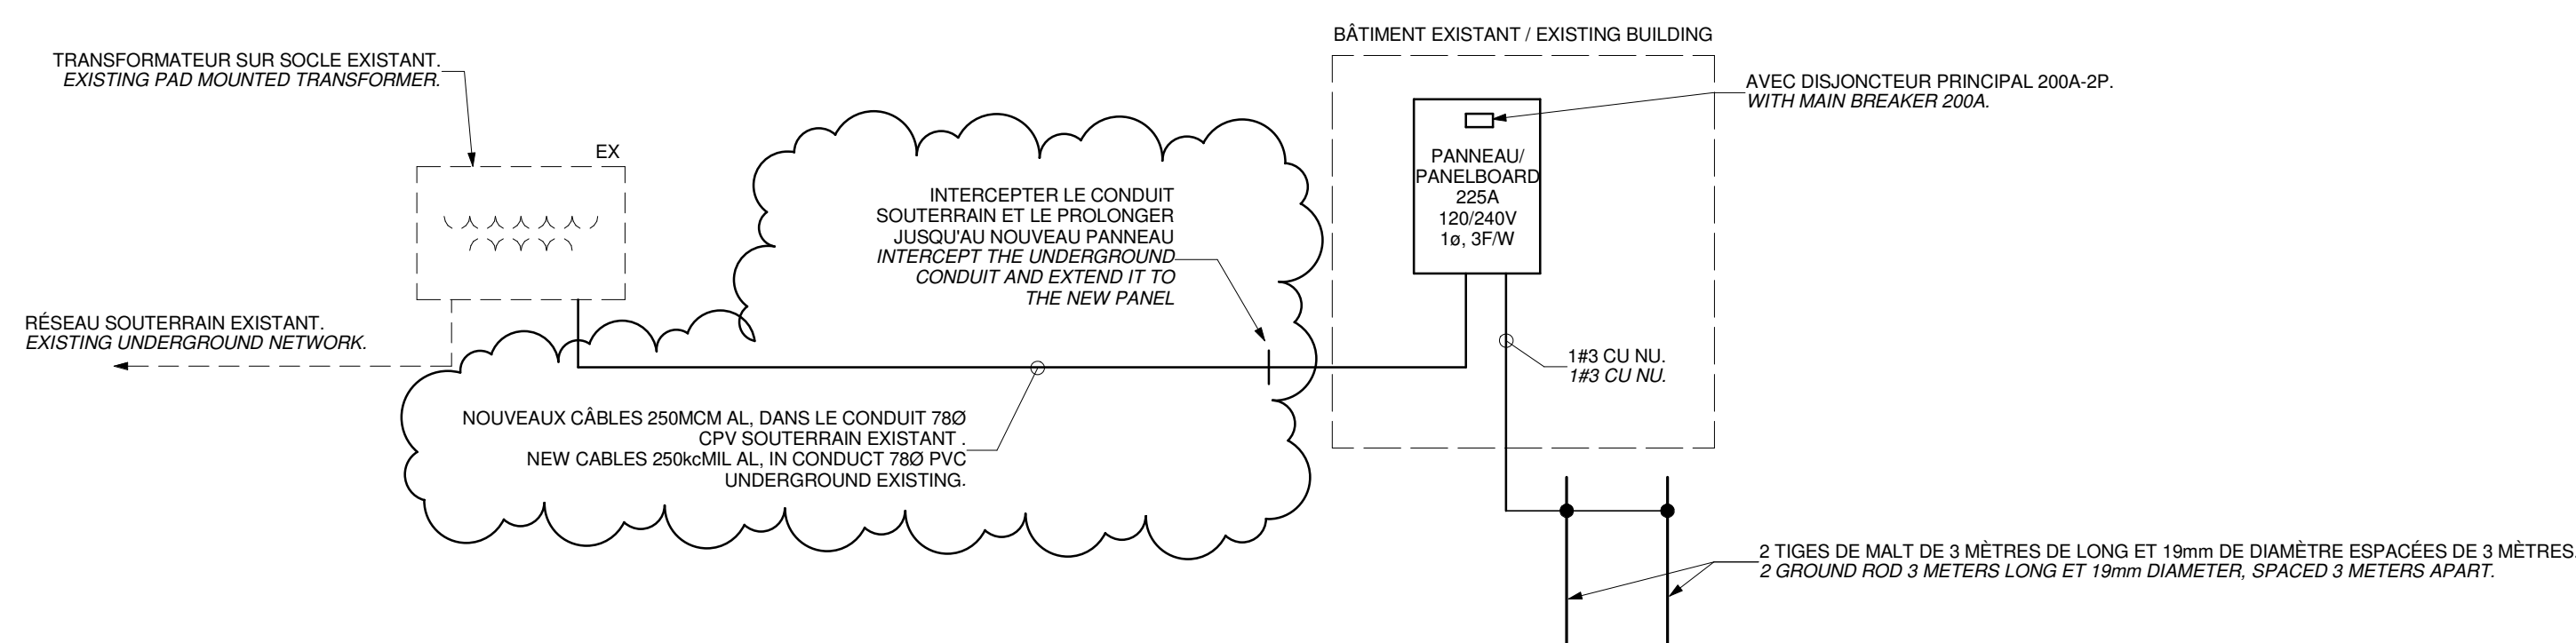 BÂTIMENT EXISTANT / EXISTING BUILDING
TRANSFORMATEUR SUR SOCLE EXISTANT.
EXISTING PAD MOUNTED TRANSFORMER.
AVEC DISJONCTEUR PRINCIPAL 200A-2P.
WITH MAIN BREAKER 200A.
EX
PANNEAU/
PANELBOARD
225A
120/240V
1ø, 3F/W
INTERCEPTER LE CONDUIT
SOUTERRAIN ET LE PROLONGER
JUSQU'AU NOUVEAU PANNEAU
INTERCEPT THE UNDERGROUND
CONDUIT AND EXTEND IT TO
THE NEW PANEL
RÉSEAU SOUTERRAIN EXISTANT.
EXISTING UNDERGROUND NETWORK.
1#3 CU NU.
1#3 CU NU.
NOUVEAUX CÂBLES 250MCM AL, DANS LE CONDUIT 78Ø
CPV SOUTERRAIN EXISTANT .
NEW CABLES 250kcMIL AL, IN CONDUCT 78Ø PVC
UNDERGROUND EXISTING.
2 TIGES DE MALT DE 3 MÈTRES DE LONG ET 19mm DE DIAMÈTRE ESPACÉES DE 3 MÈTRES.
2 GROUND ROD 3 METERS LONG ET 19mm DIAMETER, SPACED 3 METERS APART.